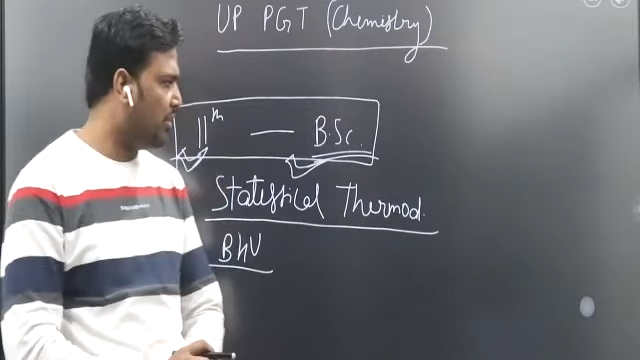 UP PGT (Chemistry)
11th — B.Sc.
Statistical Thermod.
BHU